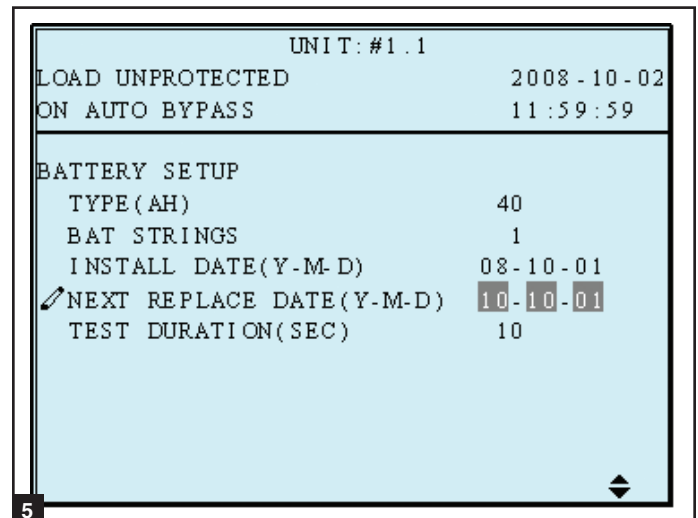 UNIT:#1.1
LOAD UNPROTECTED 2008-10-02
ON AUTO BYPASS 11:59:59
BATTERY SETUP
TYPE(AH) 40
BAT STRINGS 1
INSTALL DATE(Y-M-D) 08-10-01
NEXT REPLACE DATE(Y-M-D) 10-10-01
TEST DURATION(SEC) 10
5